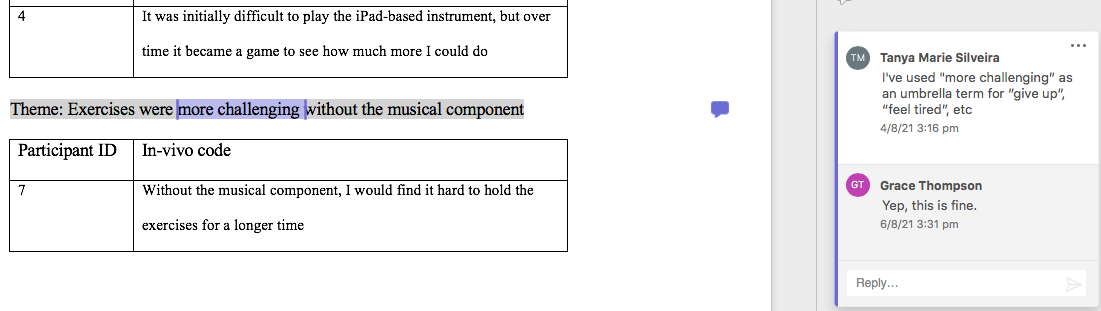 4
It was initially difficult to play the iPad-based instrument, but over
time it became a game to see how much more I could do
Theme: Exercises were more challenging without the musical component
Participant ID
In-vivo code
7
Without the musical component, I would find it hard to hold the
exercises for a longer time
TM
Tanya Marie Silveira
I've used "more challenging" as
an umbrella term for "give up",
"feel tired", etc
4/8/21 3:16 pm
GT
Grace Thompson
Yep, this is fine.
6/8/21 3:31 pm
Reply...